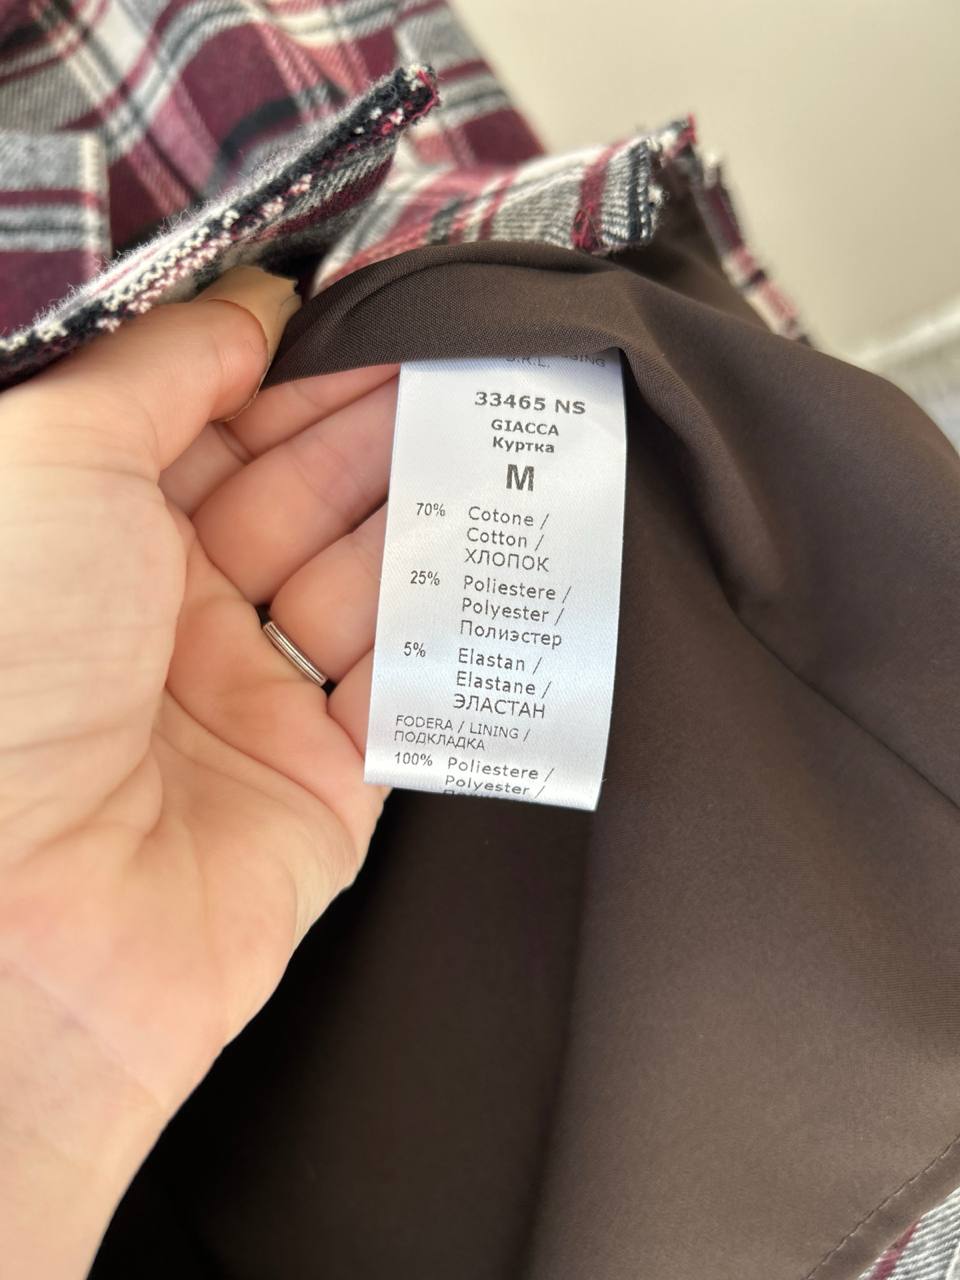 S.R.L.
33465 NS
GIACCA
Куртка
M
70% Cotone /
Cotton /
ХЛОПОК
25% Poliestere /
Polyester /
Полиэстер
5% Elastan /
Elastane /
ЭЛАСТАН
FODERA / LINING /
ПОДКЛАДКА
100% Poliestere /
Polyester /